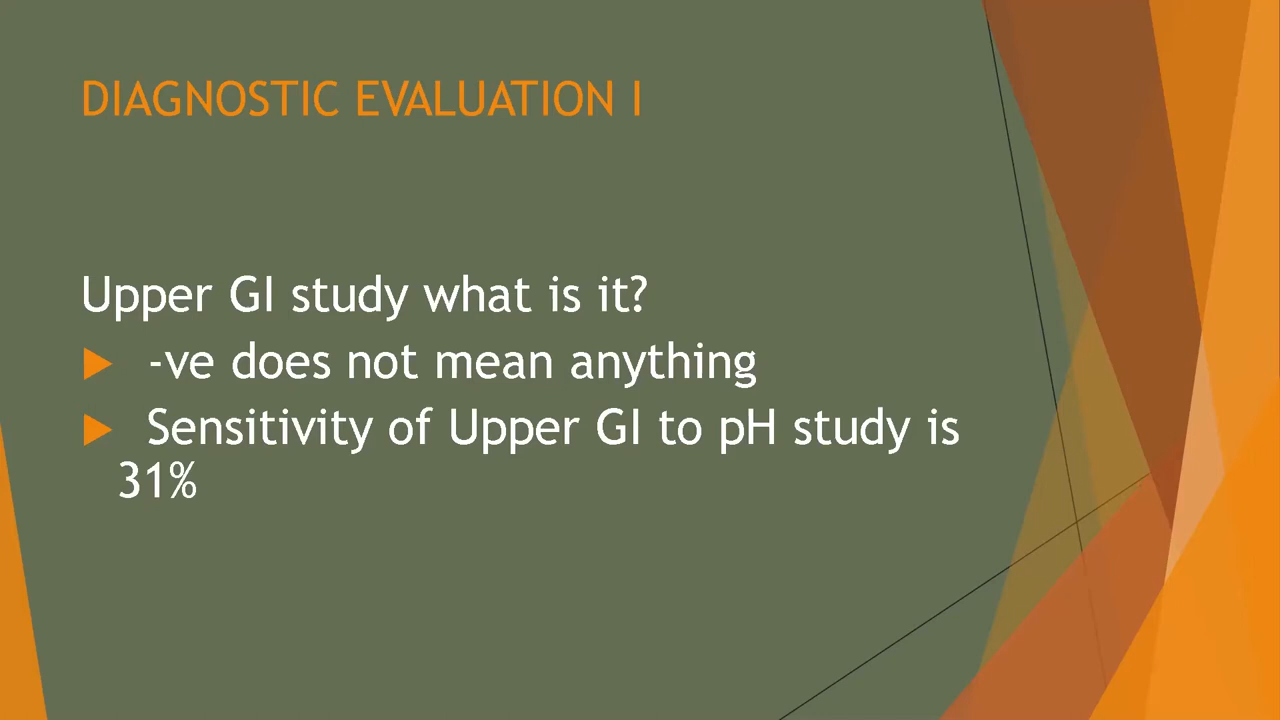 DIAGNOSTIC EVALUATION I
Upper GI study what is it?
-ve does not mean anything
Sensitivity of Upper GI to pH study is
31%